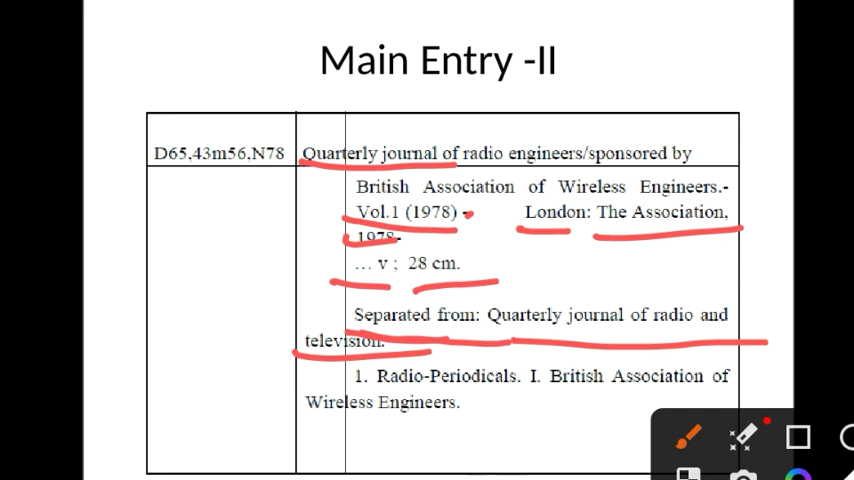 Main Entry -II
D65,43m56,N78 Quarterly journal of radio engineers/sponsored by
British Association of Wireless Engineers.-
Vol.1 (1978) - London: The Association,
1978-
... v ; 28 cm.
Separated from: Quarterly journal of radio and
television.
1. Radio-Periodicals. I. British Association of
Wireless Engineers.